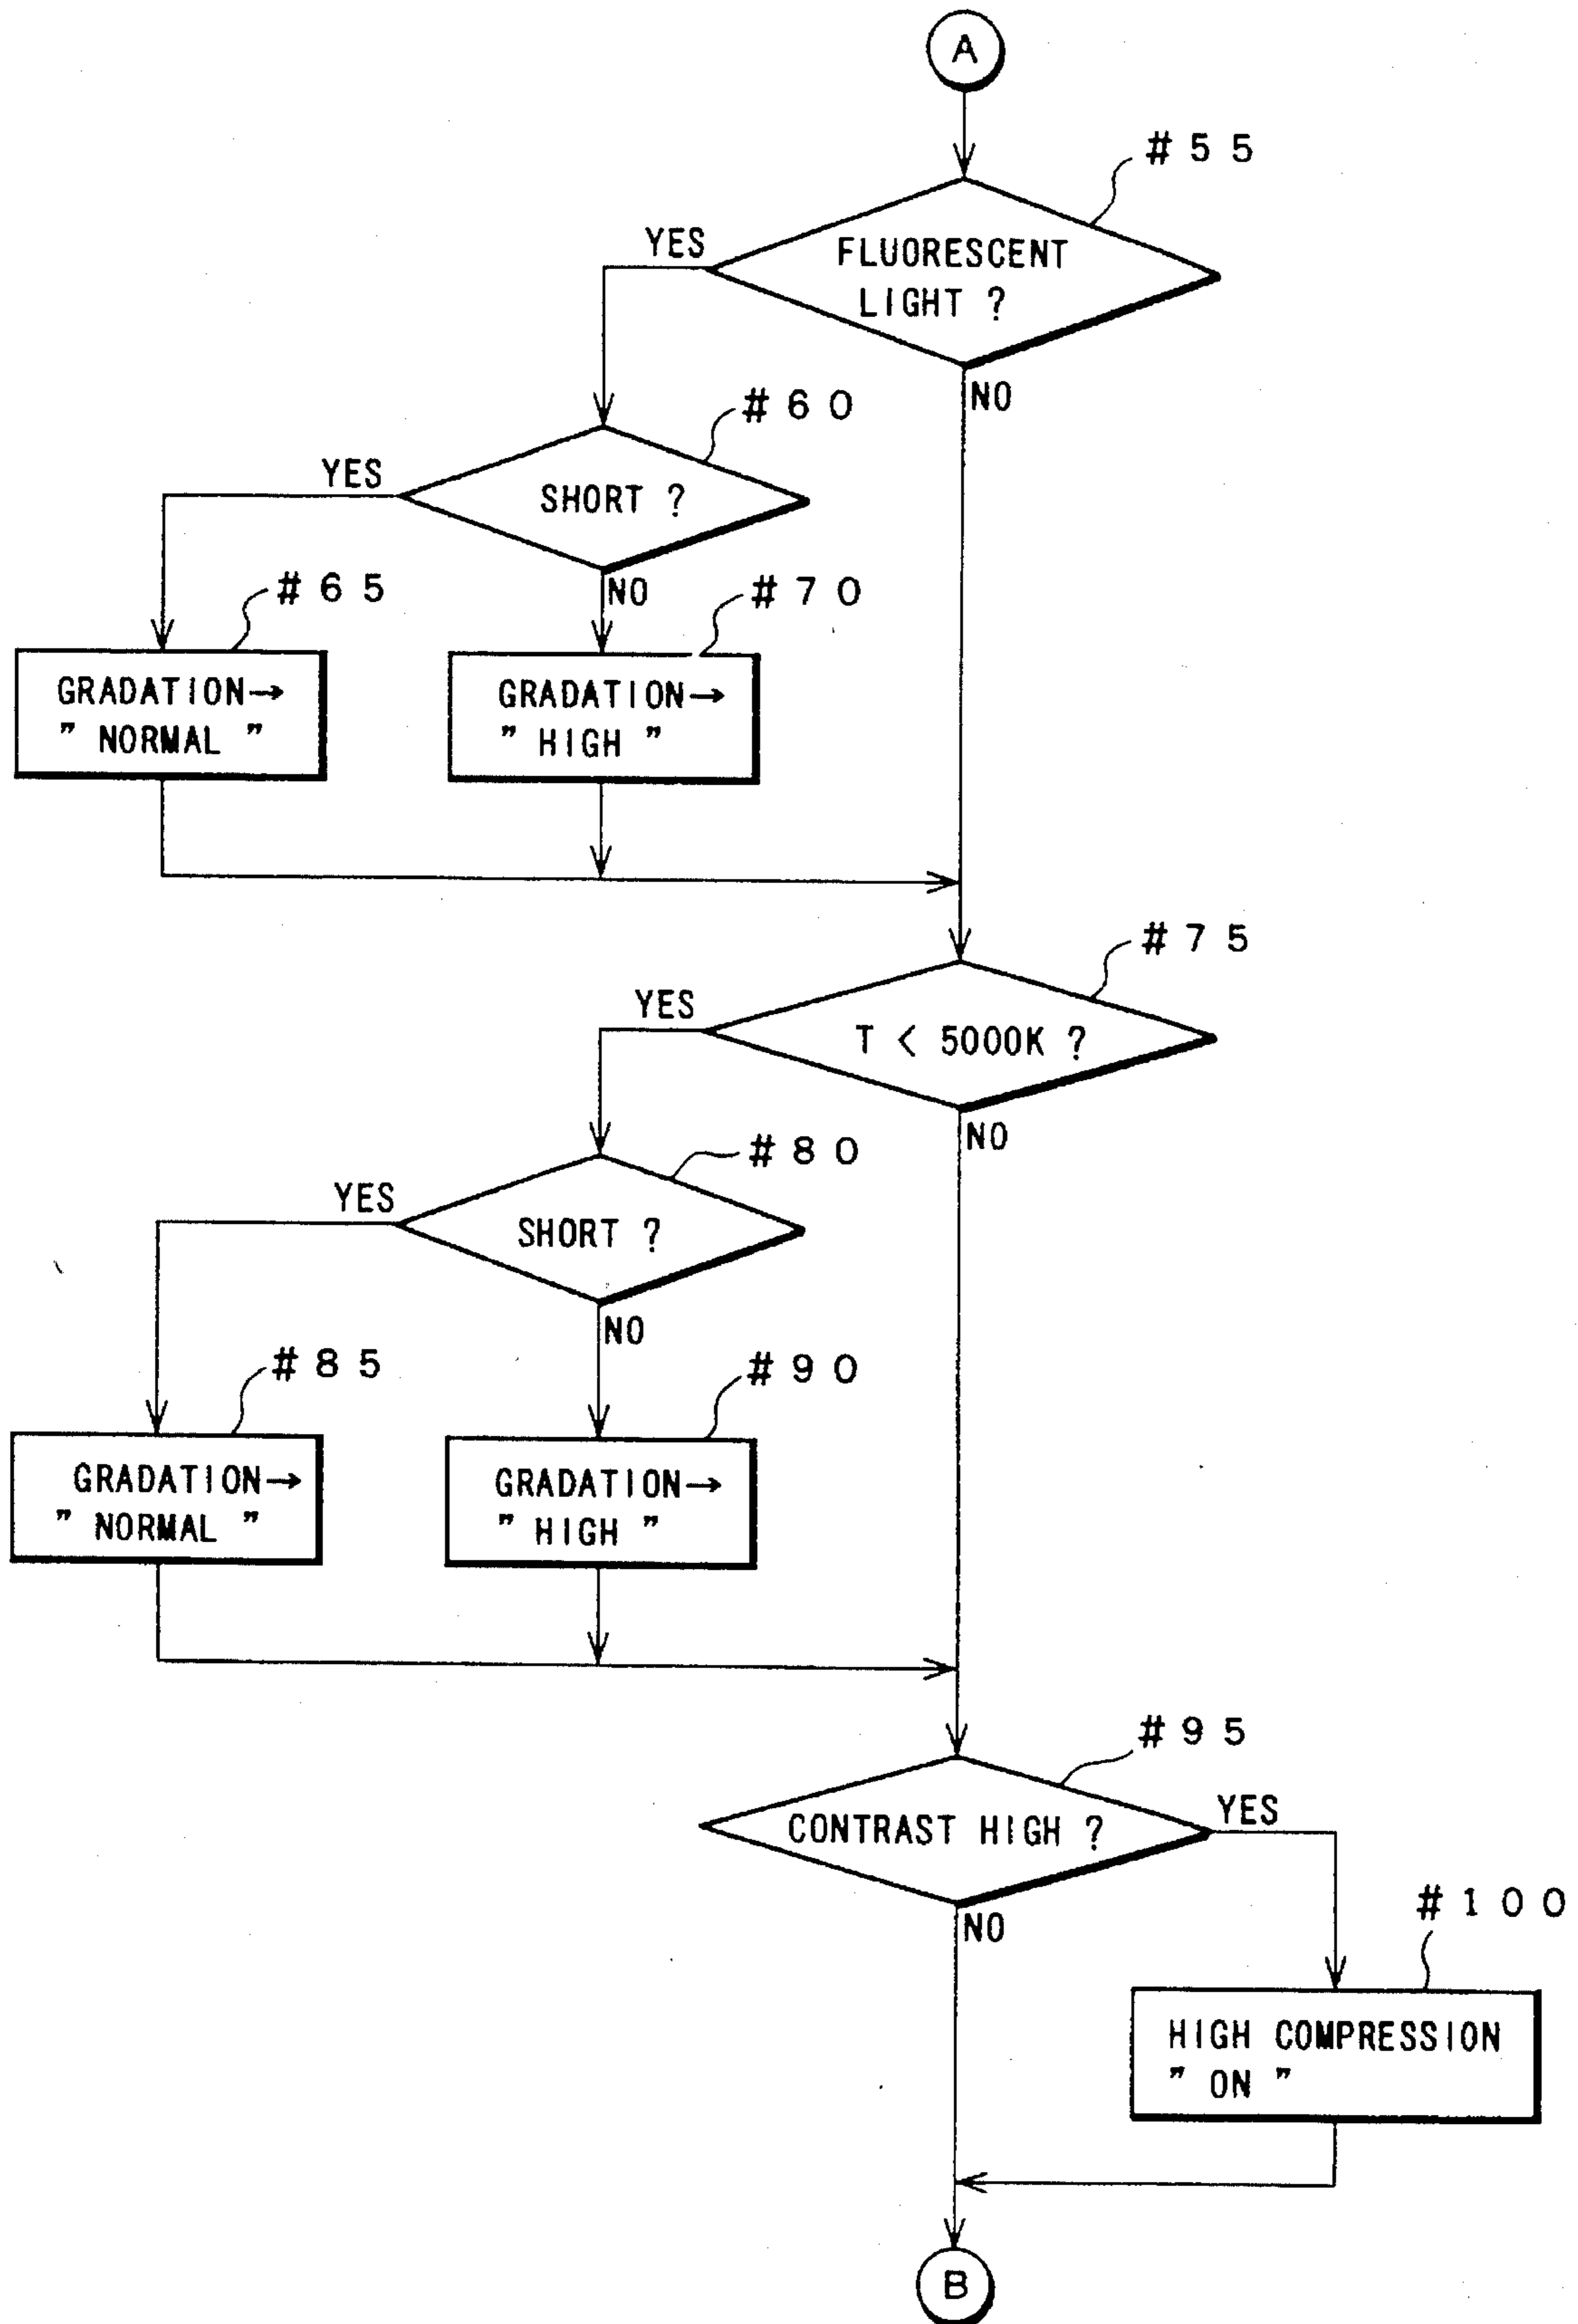 A
#55
YES
FLUORESCENT
LIGHT ?
NO
#60
YES
SHORT ?
#65
NO
#70
GRADATION→
" NORMAL "
GRADATION→
" HIGH "
#75
YES
T < 5000K ?
NO
#80
YES
SHORT ?
NO
#85
#90
GRADATION→
" NORMAL "
GRADATION→
" HIGH "
#95
YES
CONTRAST HIGH ?
NO
#100
HIGH COMPRESSION
" ON "
B